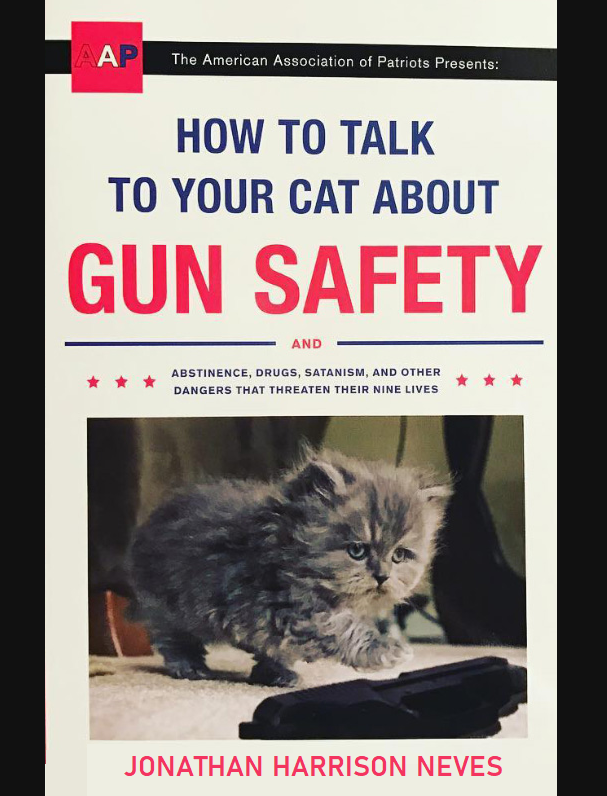 AAP
The American Association of Patriots Presents:
HOW TO TALK
TO YOUR CAT ABOUT
GUN SAFETY
AND
ABSTINENCE, DRUGS, SATANISM, AND OTHER
DANGERS THAT THREATEN THEIR NINE LIVES
JONATHAN HARRISON NEVES